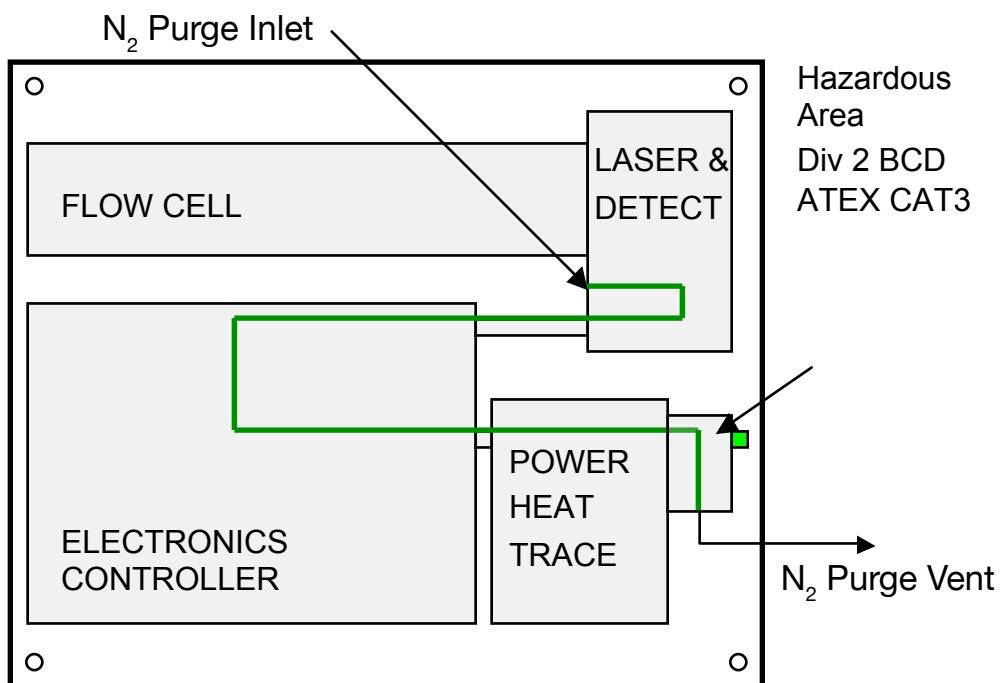 N₂ Purge Inlet
Hazardous
Area
Div 2 BCD
ATEX CAT3
LASER &
DETECT
FLOW CELL
POWER
HEAT
TRACE
ELECTRONICS
CONTROLLER
N₂ Purge Vent